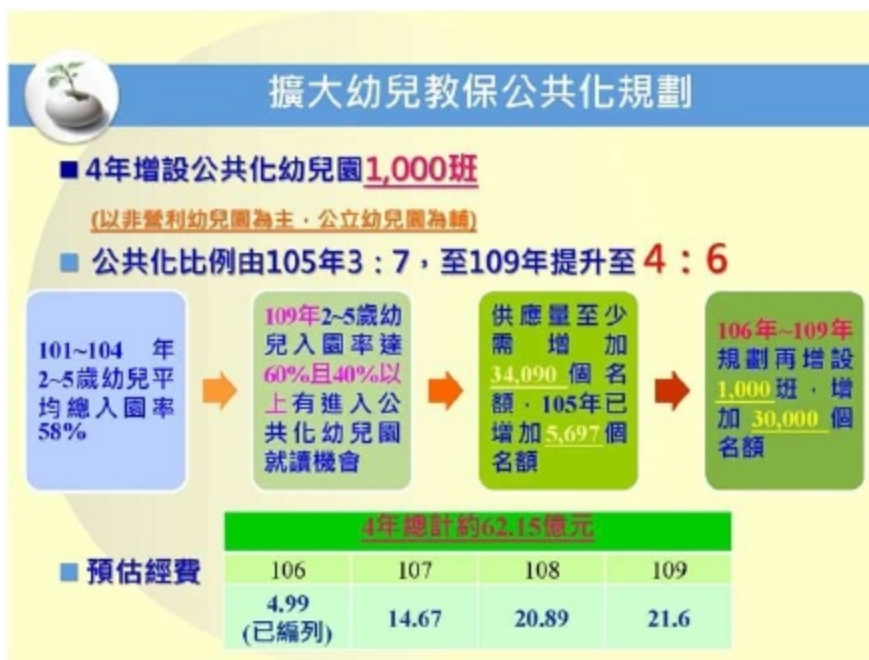 擴大幼兒教保公共化規劃
■ 4年增設公共化幼兒園1,000班
(以非營利幼兒園為主，公立幼兒園為輔)
■ 公共化比例由105年3：7，至109年提升至 4：6
101~104 年
2~5歲幼兒平
均總入園率
58%
109年2~5歲幼
兒入園率達
60%且40%以
上有進入公
共化幼兒園
就讀機會
供應量至少
需增加
34,090個名
額，105年已
增加5,697個
名額
106年~109年
規劃再增設
1,000班，增
加 30,000 個
名額
4年總計約62.15億元
■ 預估經費
106 107 108 109
4.99 14.67 20.89 21.6
(已編列)